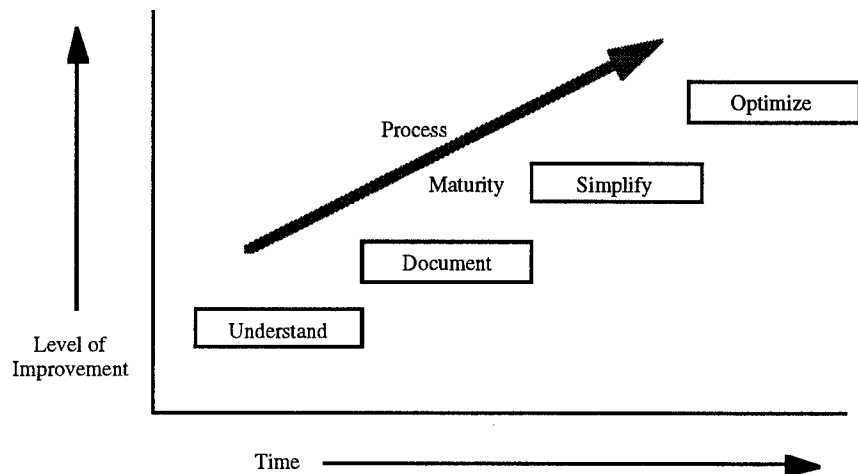 Optimize
Process
Maturity
Simplify
Document
Understand
Level of
Improvement
Time